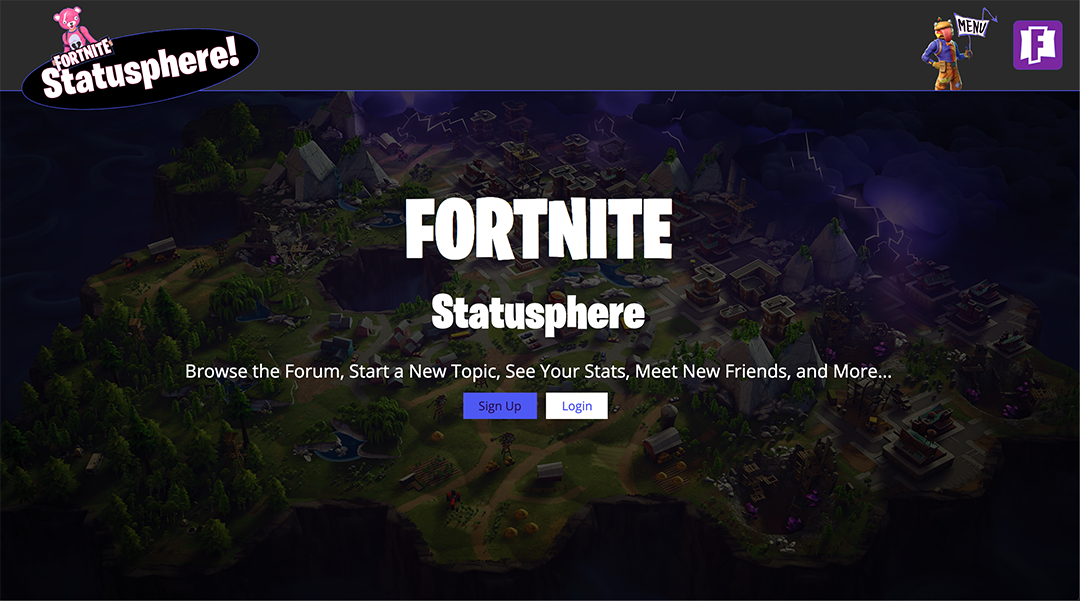 FORTNITE
Statusphere!
MENU
F
FORTNITE
Statusphere
Browse the Forum, Start a New Topic, See Your Stats, Meet New Friends, and More...
Sign Up Login